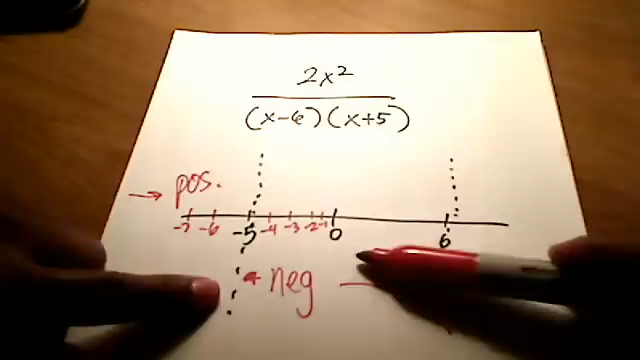 2x²
(x-6)(x+5)
→ pos.
-7 -6 -5 -4 -3 -2 -1 0 6
neg